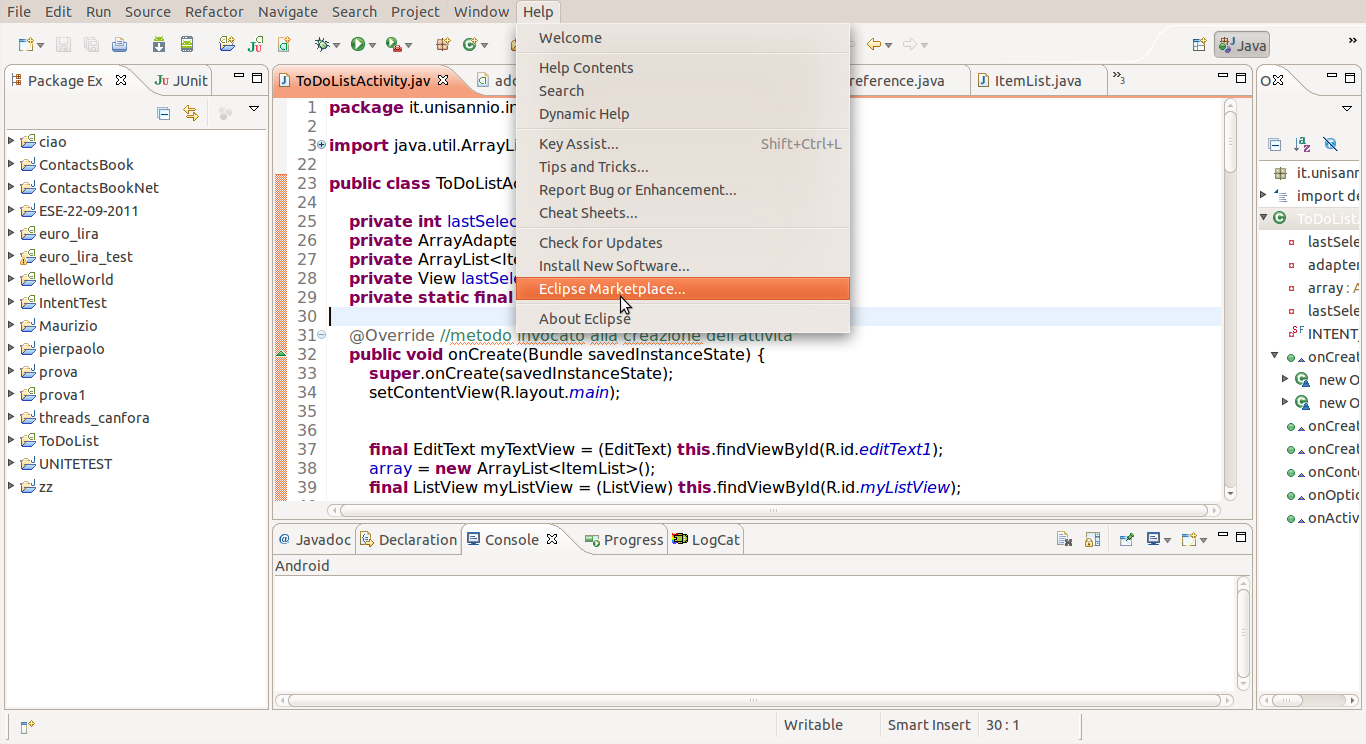 File Edit Run Source Refactor Navigate Search Project Window Help
Java
Package Ex
JUnit
ciao
ContactsBook
ContactsBookNet
ESE-22-09-2011
euro_lira
euro_lira_test
helloWorld
IntentTest
Maurizio
pierpaolo
prova
prova1
threads_canfora
ToDoList
UNITETEST
zz
ToDoListActivity.jav
adc
reference.java
ItemList.java
»3
Welcome
Help Contents
Search
Dynamic Help
Key Assist... Shift+Ctrl+L
Tips and Tricks...
Report Bug or Enhancement...
Cheat Sheets...
Check for Updates
Install New Software...
Eclipse Marketplace...
About Eclipse
1 package it.unisannio.in
2
3 import java.util.ArrayLis
22
23 public class ToDoListAc
24
25 private int lastSelec
26 private ArrayAdapte
27 private ArrayList<Ite
28 private View lastSele
29 private static final
30
31 @Override //metodo invocato alla creazione dell'attività
32 public void onCreate(Bundle savedInstanceState) {
33 super.onCreate(savedInstanceState);
34 setContentView(R.layout.main);
35
36
37 final EditText myTextView = (EditText) this.findViewById(R.id.editText1);
38 array = new ArrayList<ItemList>();
39 final ListView myListView = (ListView) this.findViewById(R.id.myListView);
O
it.unisann
import de
ToDoList
lastSele
adapter
array : A
lastSele
INTENT_
onCreat
new O
new O
onCreat
onCreat
onConte
onOptic
onActiv
@ Javadoc
Declaration
Console
Progress
LogCat
Android
Writable
Smart Insert
30 : 1